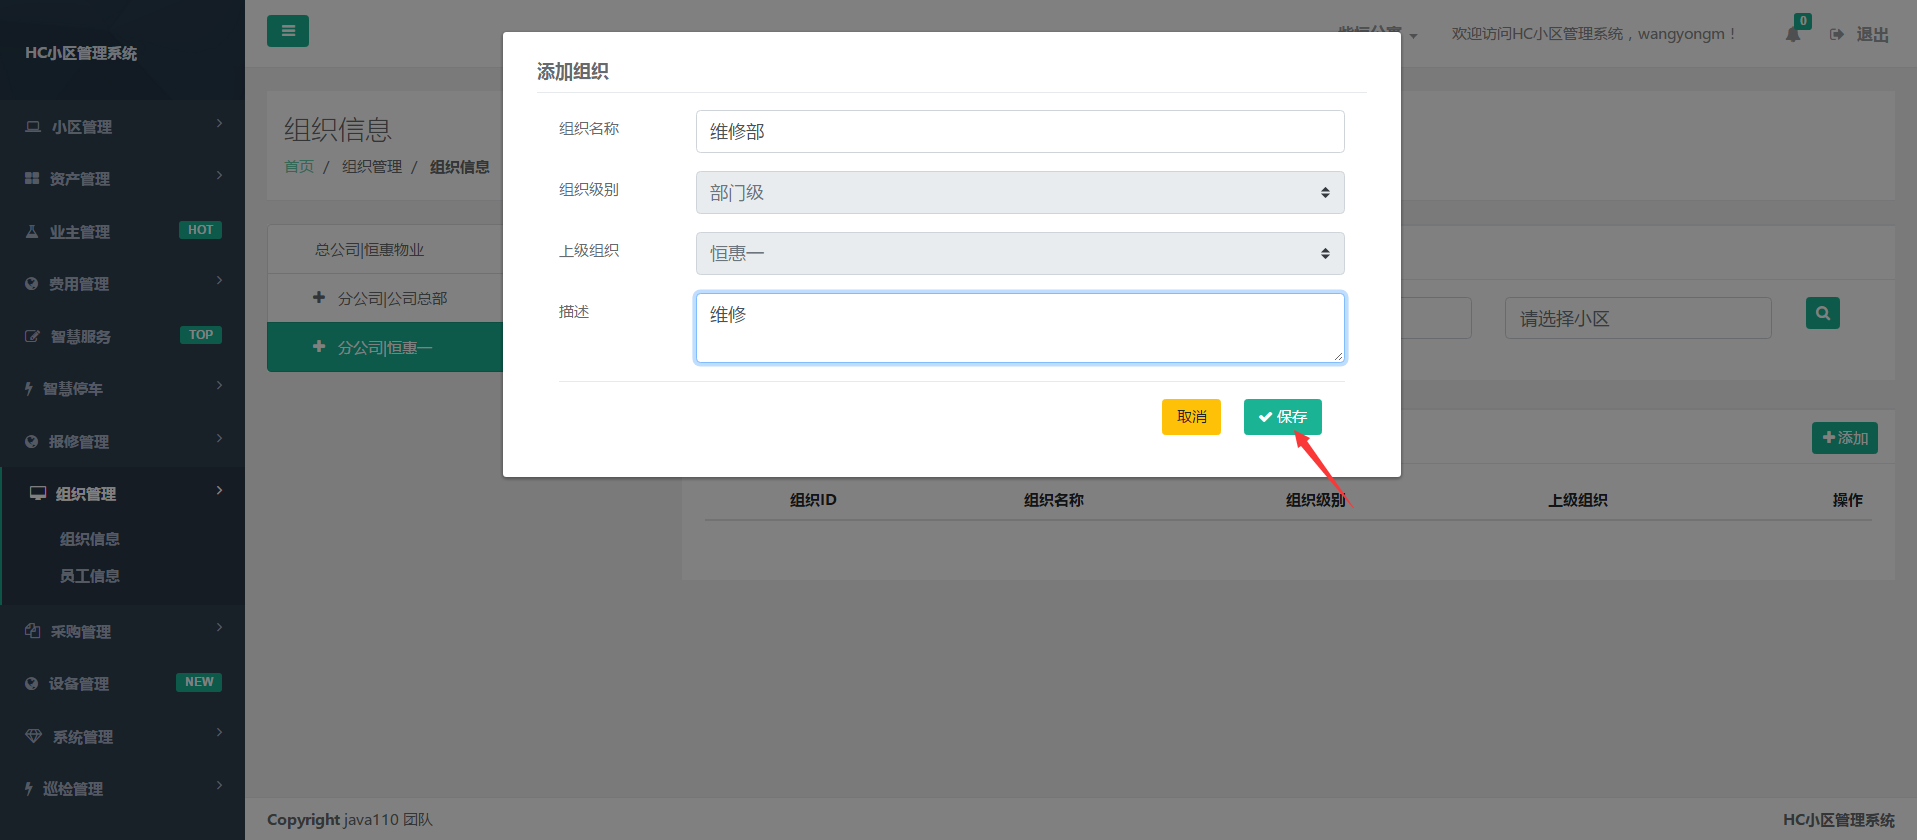 HC小区管理系统
小区管理
资产管理
业主管理 HOT
费用管理
智慧服务 TOP
智慧停车
报修管理
组织管理
组织信息
员工信息
采购管理
设备管理 NEW
系统管理
巡检管理
欢迎访问HC小区管理系统，wangyongm！
0
退出
组织信息
首页 / 组织管理 / 组织信息
总公司|恒惠物业
分公司|公司总部
分公司|恒惠一
添加组织
组织名称 维修部
组织级别 部门级
上级组织 恒惠一
描述 维修
取消 保存
请选择小区
添加
组织ID 组织名称 组织级别 上级组织 操作
Copyright java110 团队
HC小区管理系统